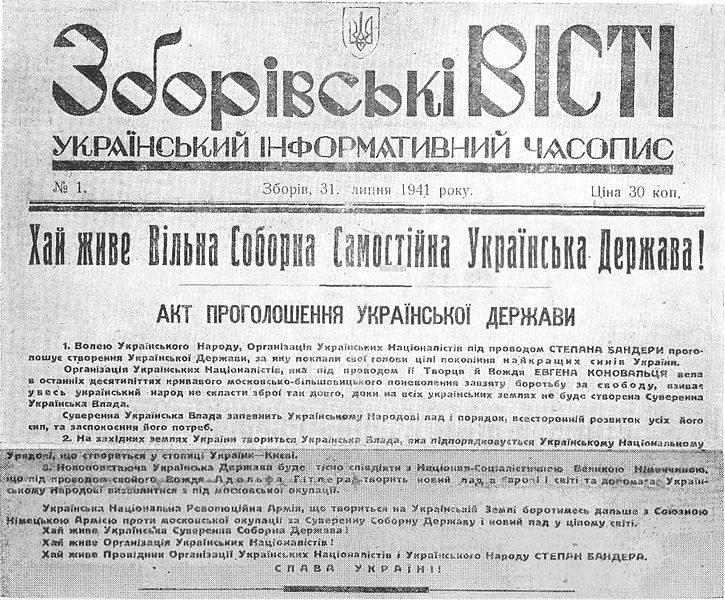 Зборівські ВІСТІ
УКРАЇНСЬКИЙ ІНФОРМАТИВНИЙ ЧАСОПИС
№ 1. Зборів, 31. липня 1941 року. Ціна 30 коп.
Хай живе Вільна Соборна Самостійна Українська Держава!
АКТ ПРОГОЛОШЕННЯ УКРАЇНСЬКОЇ ДЕРЖАВИ
1. Волею Українського Народу, Організація Українських Націоналістів під проводом СТЕПАНА БАНДЕРИ прого-
лошує створення Української Держави, за яку поклали свої голови цілі покоління найкращих синів України.
Організація Українських Націоналістів, яка під проводом її Творця й Вождя ЕВГЕНА КОНОВАЛЬЦЯ вела
в останніх десятиліттях кривавого московсько-більшовицького поневолення завзяту боротьбу за свободу, взиває
увесь український народ не скласти зброї так довго, доки на всіх українських землях не буде створена Суверенна
Українська Влада.
Суверенна Українська Влада запевнить Українському Народові лад і порядок, всесторонній розвиток усіх його
сил, та заспокоєння його потреб.
2. На західних землях України твориться Українська Влада, яка підпорядковується Українському Національному
Урядові, що створиться у столиці України—Києві.
3. Новоповстаюча Українська Держава буде тісно співдіяти з Націонал-Соціялістичною Великою Німеччиною,
що під проводом свойого Вождя Адольфа Гітлера творить новий лад в Європі і світі та допомагає Україн-
ському Народові визволитися з під московської окупації.
Українська Національна Революційна Армія, що твориться на Українській Землі боротимесь дальше з Союзною
Німецькою Армією проти московської окупації за Суверенну Соборну Державу і новий лад у цілому світі.
Хай живе Українська Суверенна Соборна Держава!
Хай живе Організація Українських Націоналістів!
Хай живе Провідник Організації Українських Націоналістів і Українського Народу СТЕПАН БАНДЕРА.
СЛАВА УКРАЇНІ!